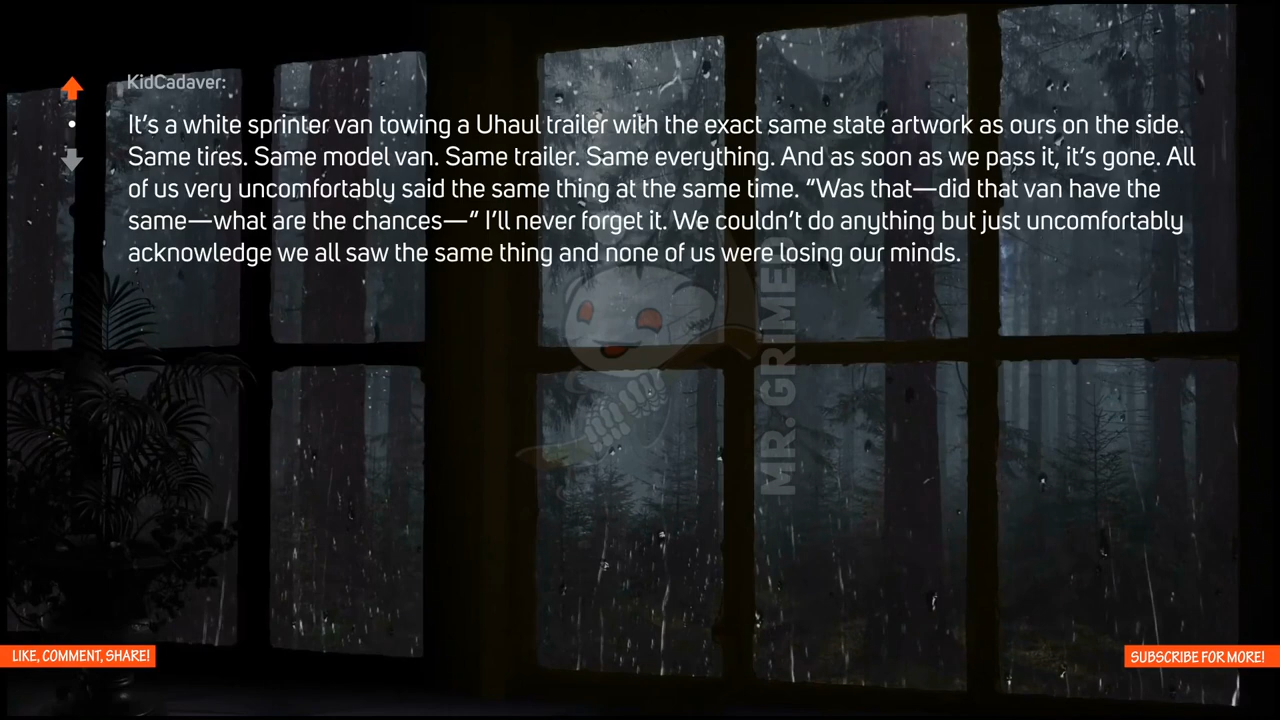 KidCadaver:
It's a white sprinter van towing a Uhaul trailer with the exact same state artwork as ours on the side.
Same tires. Same model van. Same trailer. Same everything. And as soon as we pass it, it's gone. All
of us very uncomfortably said the same thing at the same time. “Was that—did that van have the
same—what are the chances—“ I'll never forget it. We couldn't do anything but just uncomfortably
acknowledge we all saw the same thing and none of us were losing our minds.
MR. GRIMER
LIKE, COMMENT, SHARE!
SUBSCRIBE FOR MORE!